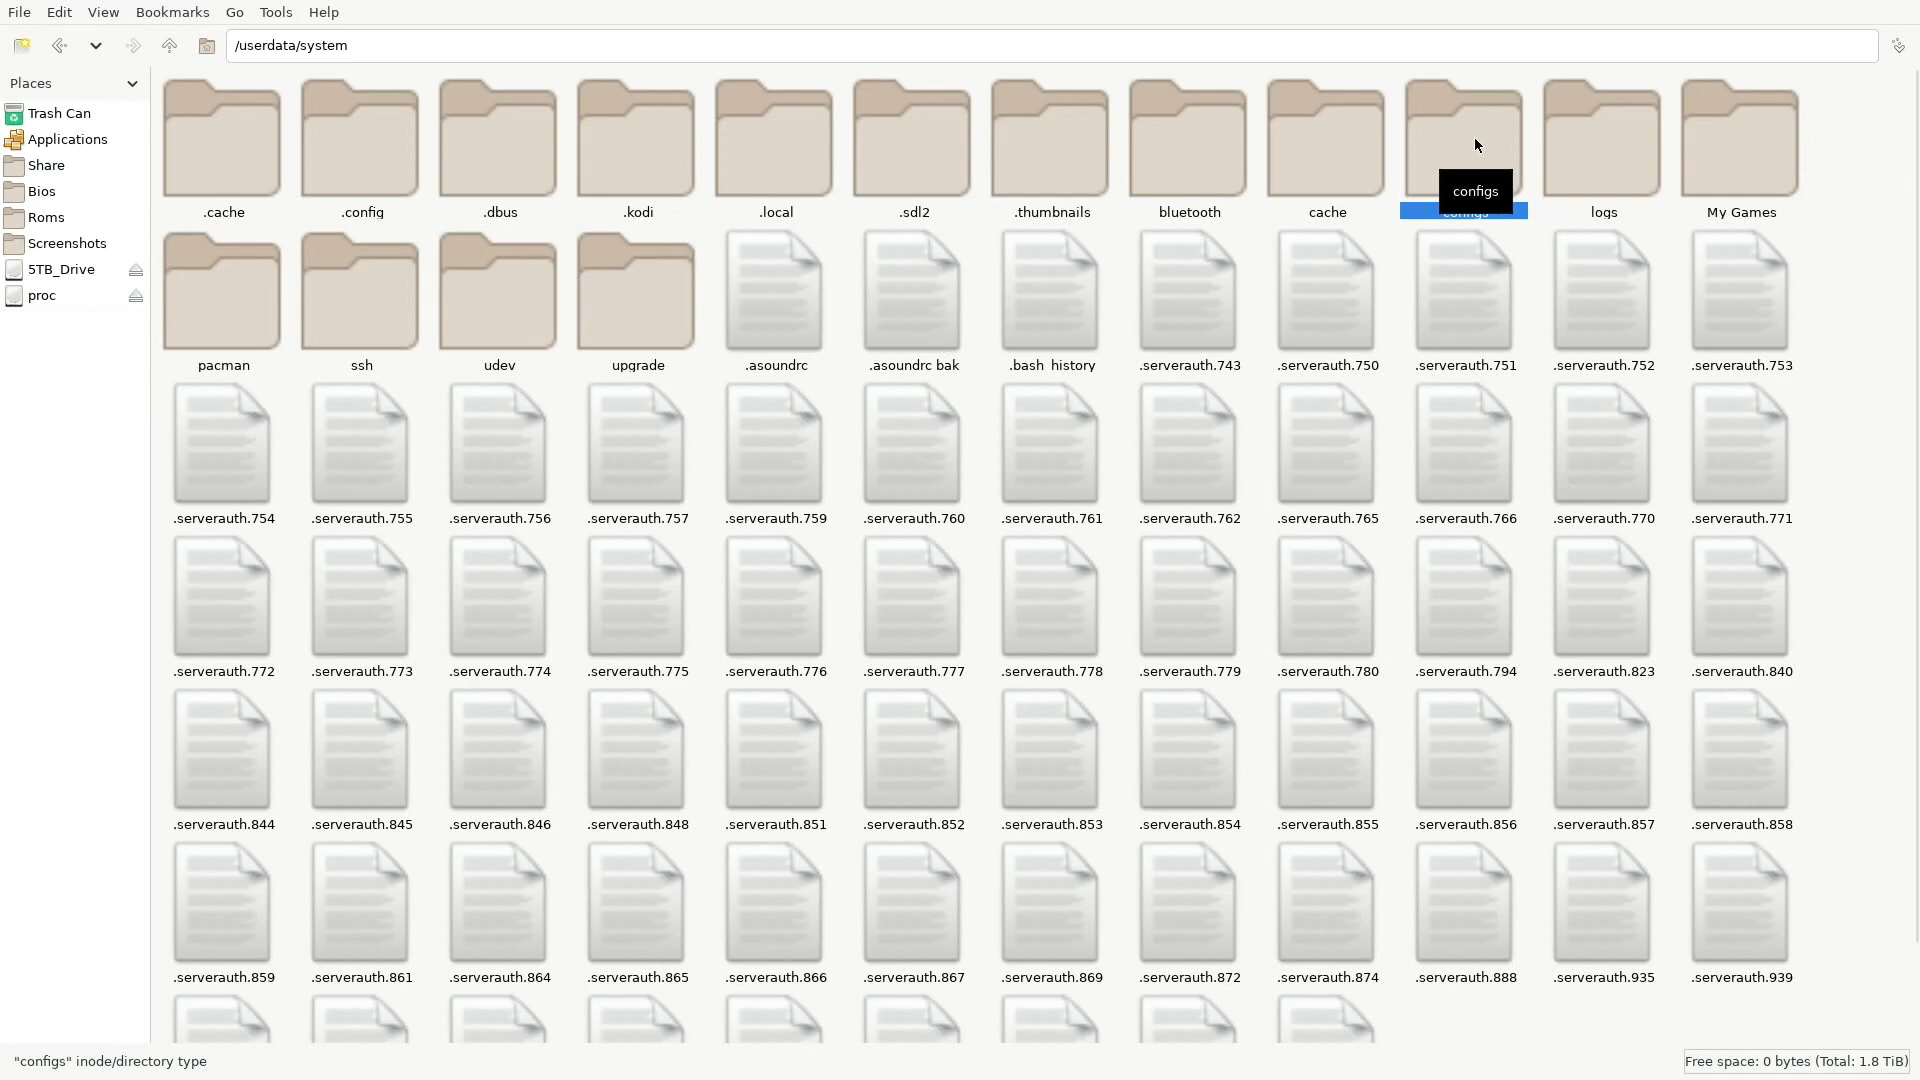 File Edit View Bookmarks Go Tools Help
/userdata/system
Places
Trash Can
Applications
Share
Bios
Roms
Screenshots
5TB_Drive
proc
.cache .config .dbus .kodi .local .sdl2 .thumbnails bluetooth cache configs logs My Games
configs
pacman ssh udev upgrade .asoundrc .asoundrc bak .bash_history .serverauth.743 .serverauth.750 .serverauth.751 .serverauth.752 .serverauth.753
.serverauth.754 .serverauth.755 .serverauth.756 .serverauth.757 .serverauth.759 .serverauth.760 .serverauth.761 .serverauth.762 .serverauth.765 .serverauth.766 .serverauth.770 .serverauth.771
.serverauth.772 .serverauth.773 .serverauth.774 .serverauth.775 .serverauth.776 .serverauth.777 .serverauth.778 .serverauth.779 .serverauth.780 .serverauth.794 .serverauth.823 .serverauth.840
.serverauth.844 .serverauth.845 .serverauth.846 .serverauth.848 .serverauth.851 .serverauth.852 .serverauth.853 .serverauth.854 .serverauth.855 .serverauth.856 .serverauth.857 .serverauth.858
.serverauth.859 .serverauth.861 .serverauth.864 .serverauth.865 .serverauth.866 .serverauth.867 .serverauth.869 .serverauth.872 .serverauth.874 .serverauth.888 .serverauth.935 .serverauth.939
"configs" inode/directory type
Free space: 0 bytes (Total: 1.8 TiB)